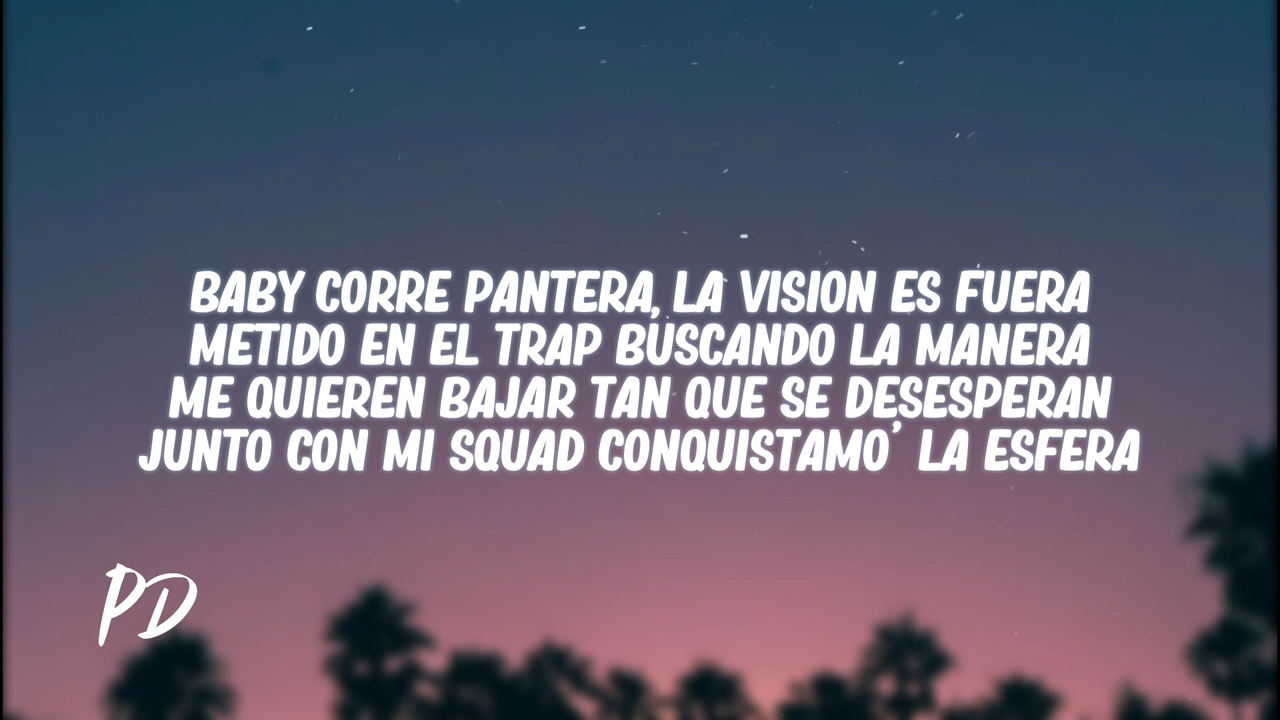 BABY CORRE PANTERA, LA VISION ES FUERA
METIDO EN EL TRAP BUSCANDO LA MANERA
ME QUIEREN BAJAR TAN QUE SE DESESPERAN
JUNTO CON MI SQUAD CONQUISTAMO' LA ESFERA
PD